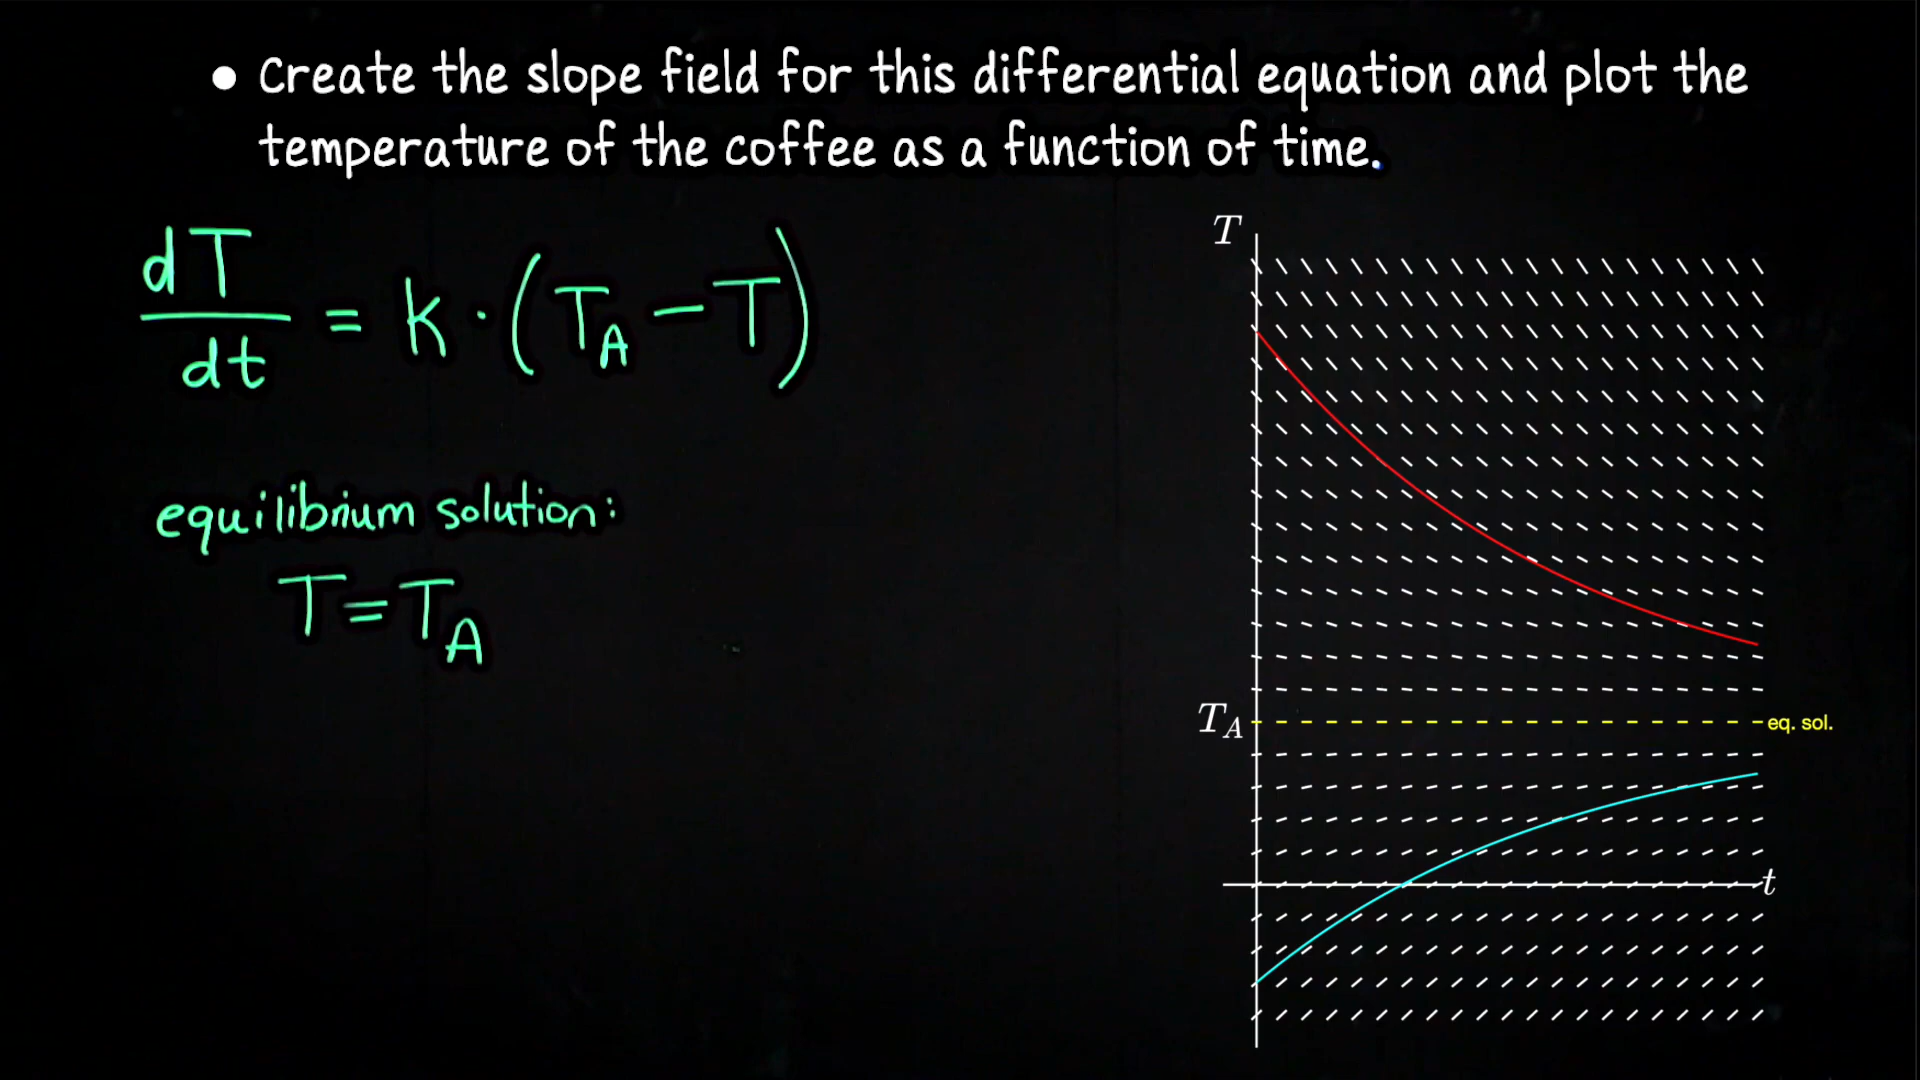 • Create the slope field for this differential equation and plot the
temperature of the coffee as a function of time.
dT/dt = k · (T_A − T)
equilibrium solution:
T = T_A
T
T_A
eq. sol.
t